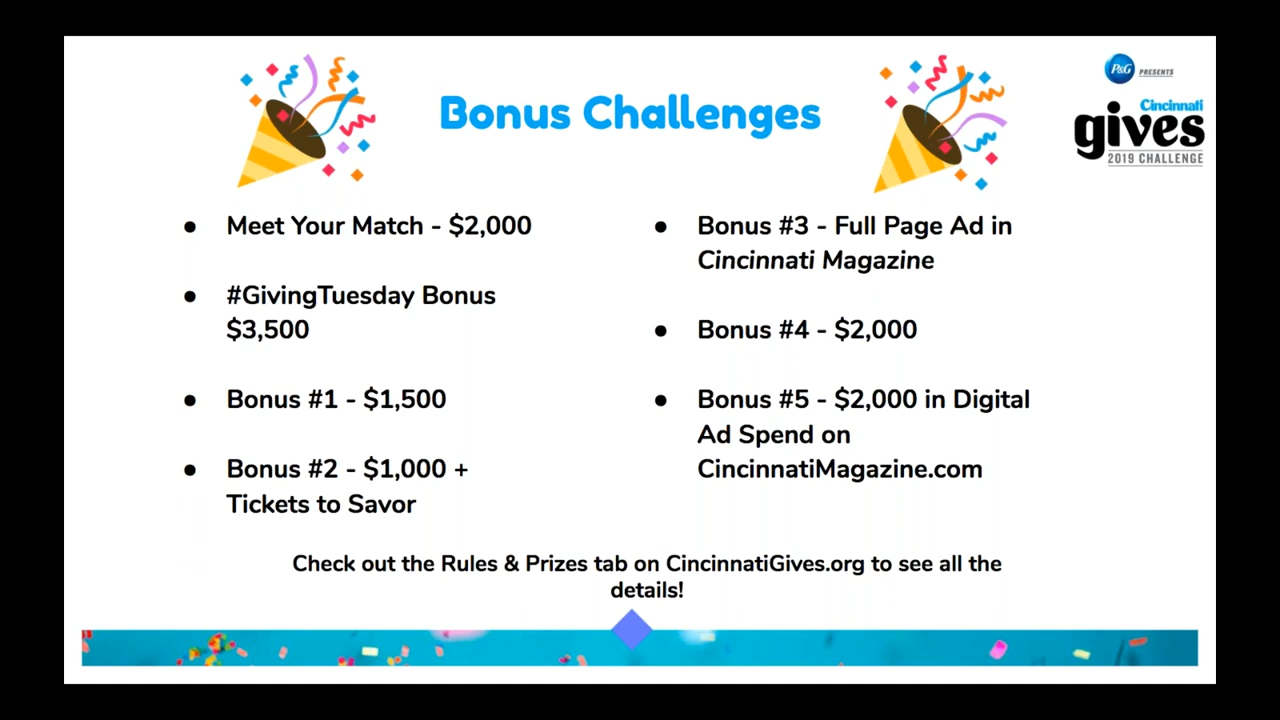 Bonus Challenges
P&G PRESENTS
Cincinnati
gives
2019 CHALLENGE
● Meet Your Match - $2,000
● #GivingTuesday Bonus
$3,500
● Bonus #1 - $1,500
● Bonus #2 - $1,000 +
Tickets to Savor
● Bonus #3 - Full Page Ad in
Cincinnati Magazine
● Bonus #4 - $2,000
● Bonus #5 - $2,000 in Digital
Ad Spend on
CincinnatiMagazine.com
Check out the Rules & Prizes tab on CincinnatiGives.org to see all the
details!